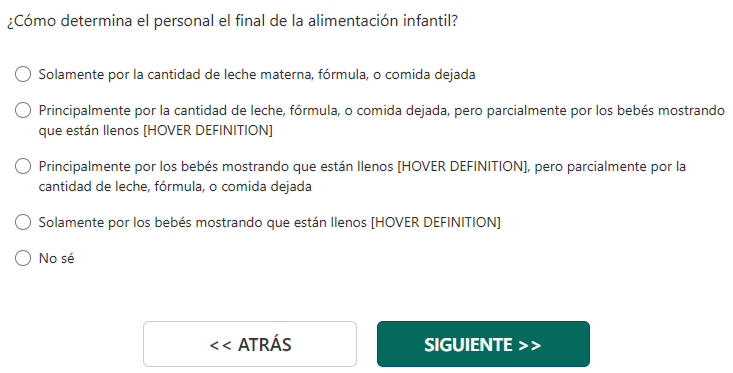 ¿Cómo determina el personal el final de la alimentación infantil?
Solamente por la cantidad de leche materna, fórmula, o comida dejada
Principalmente por la cantidad de leche, fórmula, o comida dejada, pero parcialmente por los bebés mostrando
que están llenos [HOVER DEFINITION]
Principalmente por los bebés mostrando que están llenos [HOVER DEFINITION], pero parcialmente por la
cantidad de leche, fórmula, o comida dejada
Solamente por los bebés mostrando que están llenos [HOVER DEFINITION]
No sé
<< ATRÁS
SIGUIENTE >>